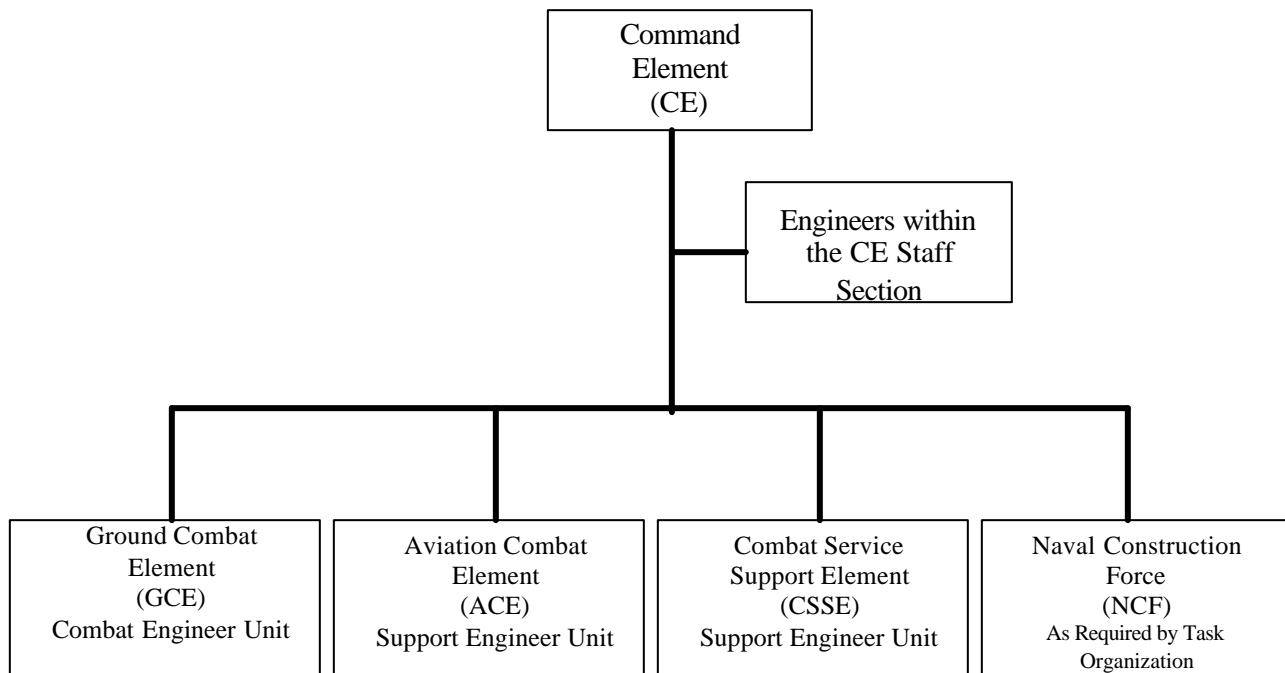 Command
Element
(CE)
Engineers within
the CE Staff
Section
Ground Combat
Element
(GCE)
Combat Engineer Unit
Aviation Combat
Element
(ACE)
Support Engineer Unit
Combat Service
Support Element
(CSSE)
Support Engineer Unit
Naval Construction
Force
(NCF)
As Required by Task
Organization